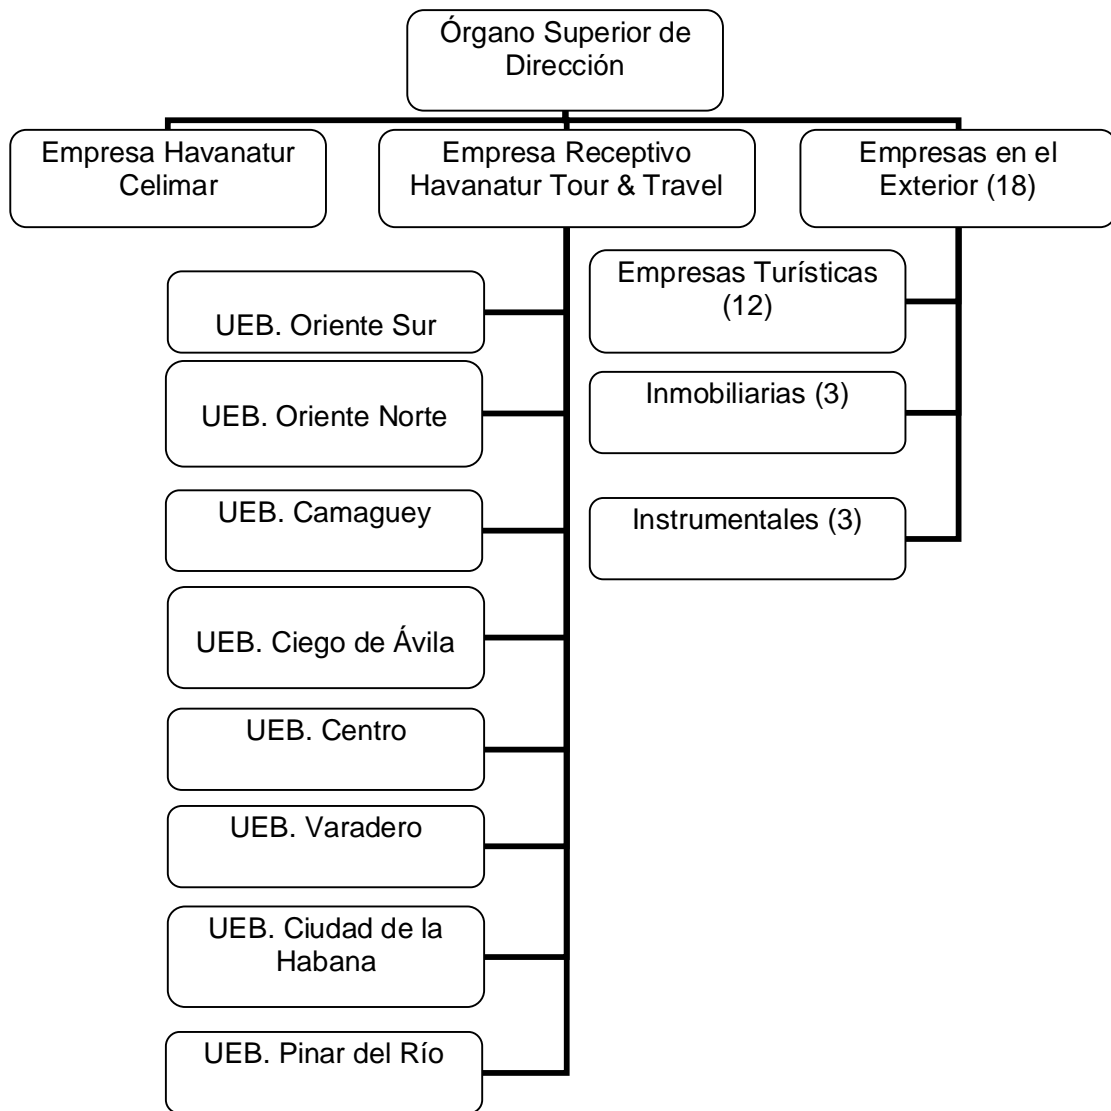 Órgano Superior de
Dirección
Empresa Havanatur
Celimar
Empresa Receptivo
Havanatur Tour & Travel
Empresas en el
Exterior (18)
UEB. Oriente Sur
UEB. Oriente Norte
UEB. Camaguey
UEB. Ciego de Ávila
UEB. Centro
UEB. Varadero
UEB. Ciudad de la
Habana
UEB. Pinar del Río
Empresas Turísticas
(12)
Inmobiliarias (3)
Instrumentales (3)